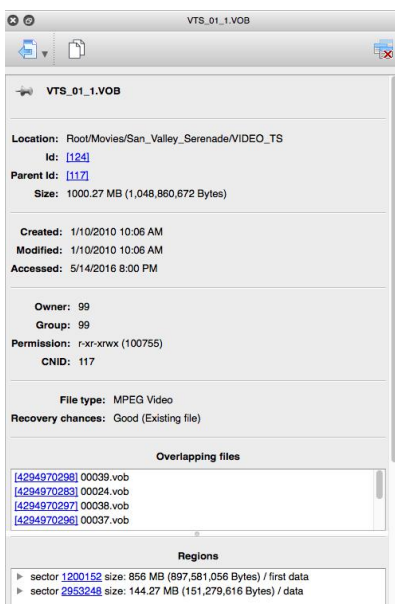 VTS_01_1.VOB
VTS_01_1.VOB
Location: Root/Movies/San_Valley_Serenade/VIDEO_TS
Id: [124]
Parent Id: [117]
Size: 1000.27 MB (1,048,860,672 Bytes)
Created: 1/10/2010 10:06 AM
Modified: 1/10/2010 10:06 AM
Accessed: 5/14/2016 8:00 PM
Owner: 99
Group: 99
Permission: r-xr-xrwx (100755)
CNID: 117
File type: MPEG Video
Recovery chances: Good (Existing file)
Overlapping files
[4294970298] 00039.vob
[4294970283] 00024.vob
[4294970297] 00038.vob
[4294970296] 00037.vob
Regions
sector 1200152 size: 856 MB (897,581,056 Bytes) / first data
sector 2953248 size: 144.27 MB (151,279,616 Bytes) / data